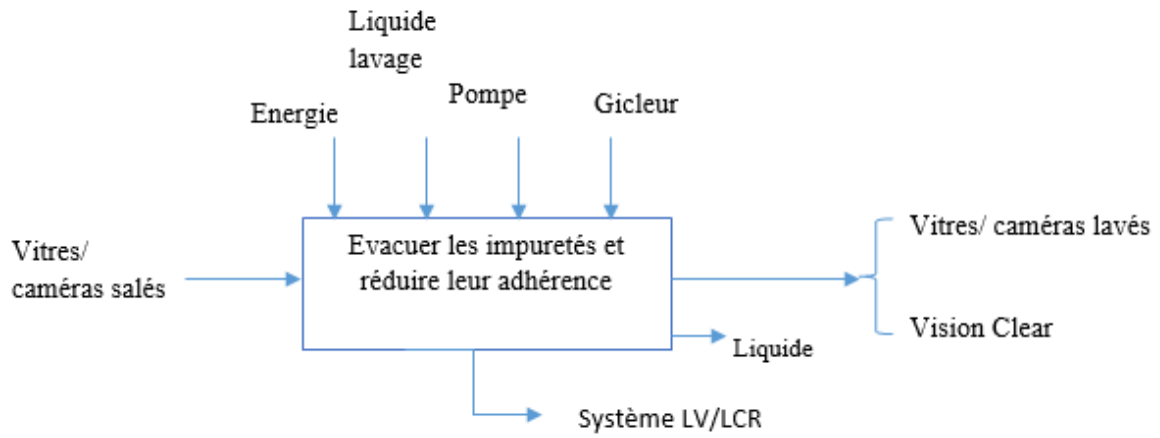 Liquide
lavage
Energie
Pompe
Gicleur
Vitres/
caméras salés
Evacuer les impuretés et
réduire leur adhérence
Vitres/ caméras lavés
Vision Clear
Liquide
Système LV/LCR